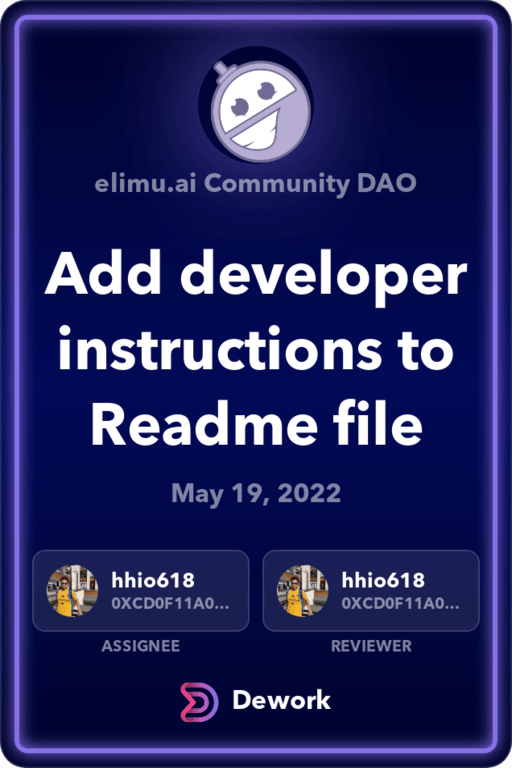 elimu.ai Community DAO
Add developer
instructions to
Readme file
May 19, 2022
hhio618
0XCD0F11A0...
ASSIGNEE
hhio618
0XCD0F11A0...
REVIEWER
Dework